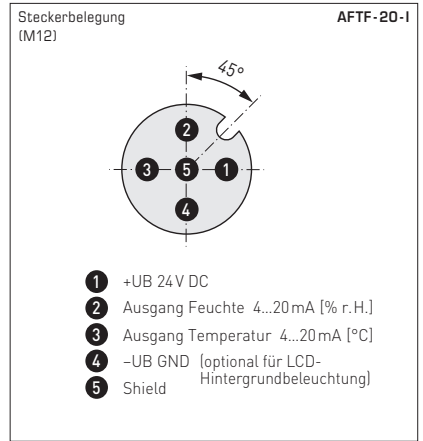 Steckerbelegung AFTF-20-I
(M12)
45°
2
3 5 1
4
1 +UB 24 V DC
2 Ausgang Feuchte 4...20 mA [% r.H.]
3 Ausgang Temperatur 4...20 mA [°C]
4 –UB GND (optional für LCD-
Hintergrundbeleuchtung)
5 Shield